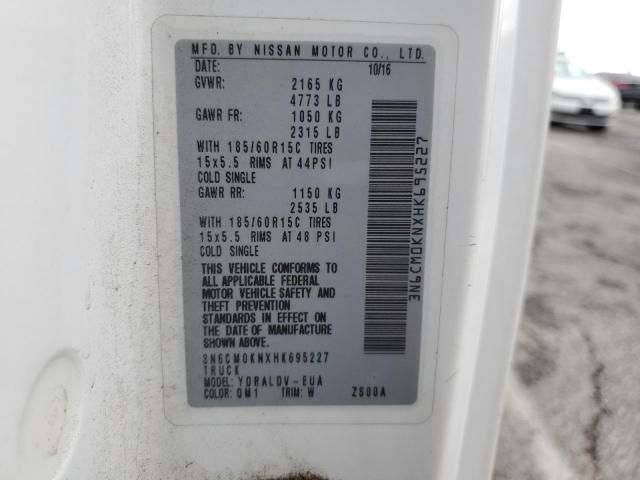 MFD. BY NISSAN MOTOR CO., LTD.
DATE: 10/16
GVWR: 2165 KG
4773 LB
GAWR FR: 1050 KG
2315 LB
WITH 185/60R15C TIRES
15x5.5 RIMS AT 44PSI
COLD SINGLE
GAWR RR: 1150 KG
2535 LB
WITH 185/60R15C TIRES
15x5.5 RIMS AT 48 PSI
COLD SINGLE
THIS VEHICLE CONFORMS TO
ALL APPLICABLE FEDERAL
MOTOR VEHICLE SAFETY AND
THEFT PREVENTION
STANDARDS IN EFFECT ON
THE DATE OF MANUFACTURE
SHOWN ABOVE.
3N6CM0KNXHK695227
TRUCK
MODEL: YDRALDV-EUA
COLOR: QM1 TRIM: W ZS00A
3N6CM0KNXHK695227